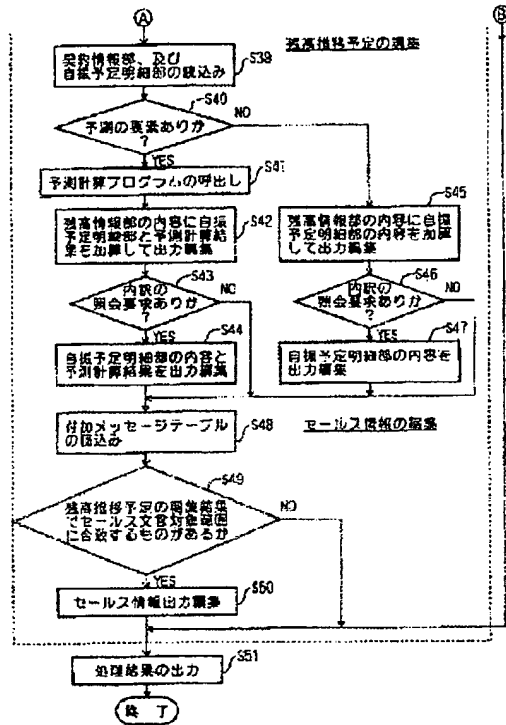 A
B
残高推移予定の編集
契約情報部、及び
自振予定明細部の読込み
S39
S40
NO
予測の要素ありか
?
YES
S41
予測計算プログラムの呼出し
S42
残高情報部の内容に自振
予定明細部と予測計算結
果を加算して出力編集
S45
残高情報部の内容に自振
予定明細部の内容を加算
して出力編集
S43
NO
内訳の
照会要求ありか
?
YES
S46
NO
内訳の
照会要求ありか
?
YES
S44
自振予定明細部の内容と
予測計算結果を出力編集
S47
自振予定明細部の内容を
出力編集
セールス情報の編集
S48
付加メッセージテーブル
の読込み
S49
NO
残高推移予定の編集結果
でセールス文言対象範囲
に合致するものがあるか
YES
S50
セールス情報出力編集
S51
処理結果の出力
終了